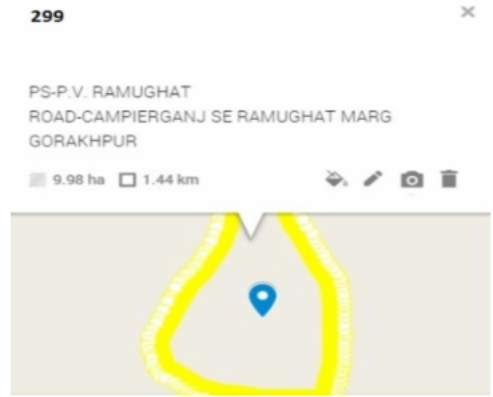 299
PS-P.V. RAMUGHAT
ROAD-CAMPIERGANJ SE RAMUGHAT MARG
GORAKHPUR
9.98 ha 1.44 km